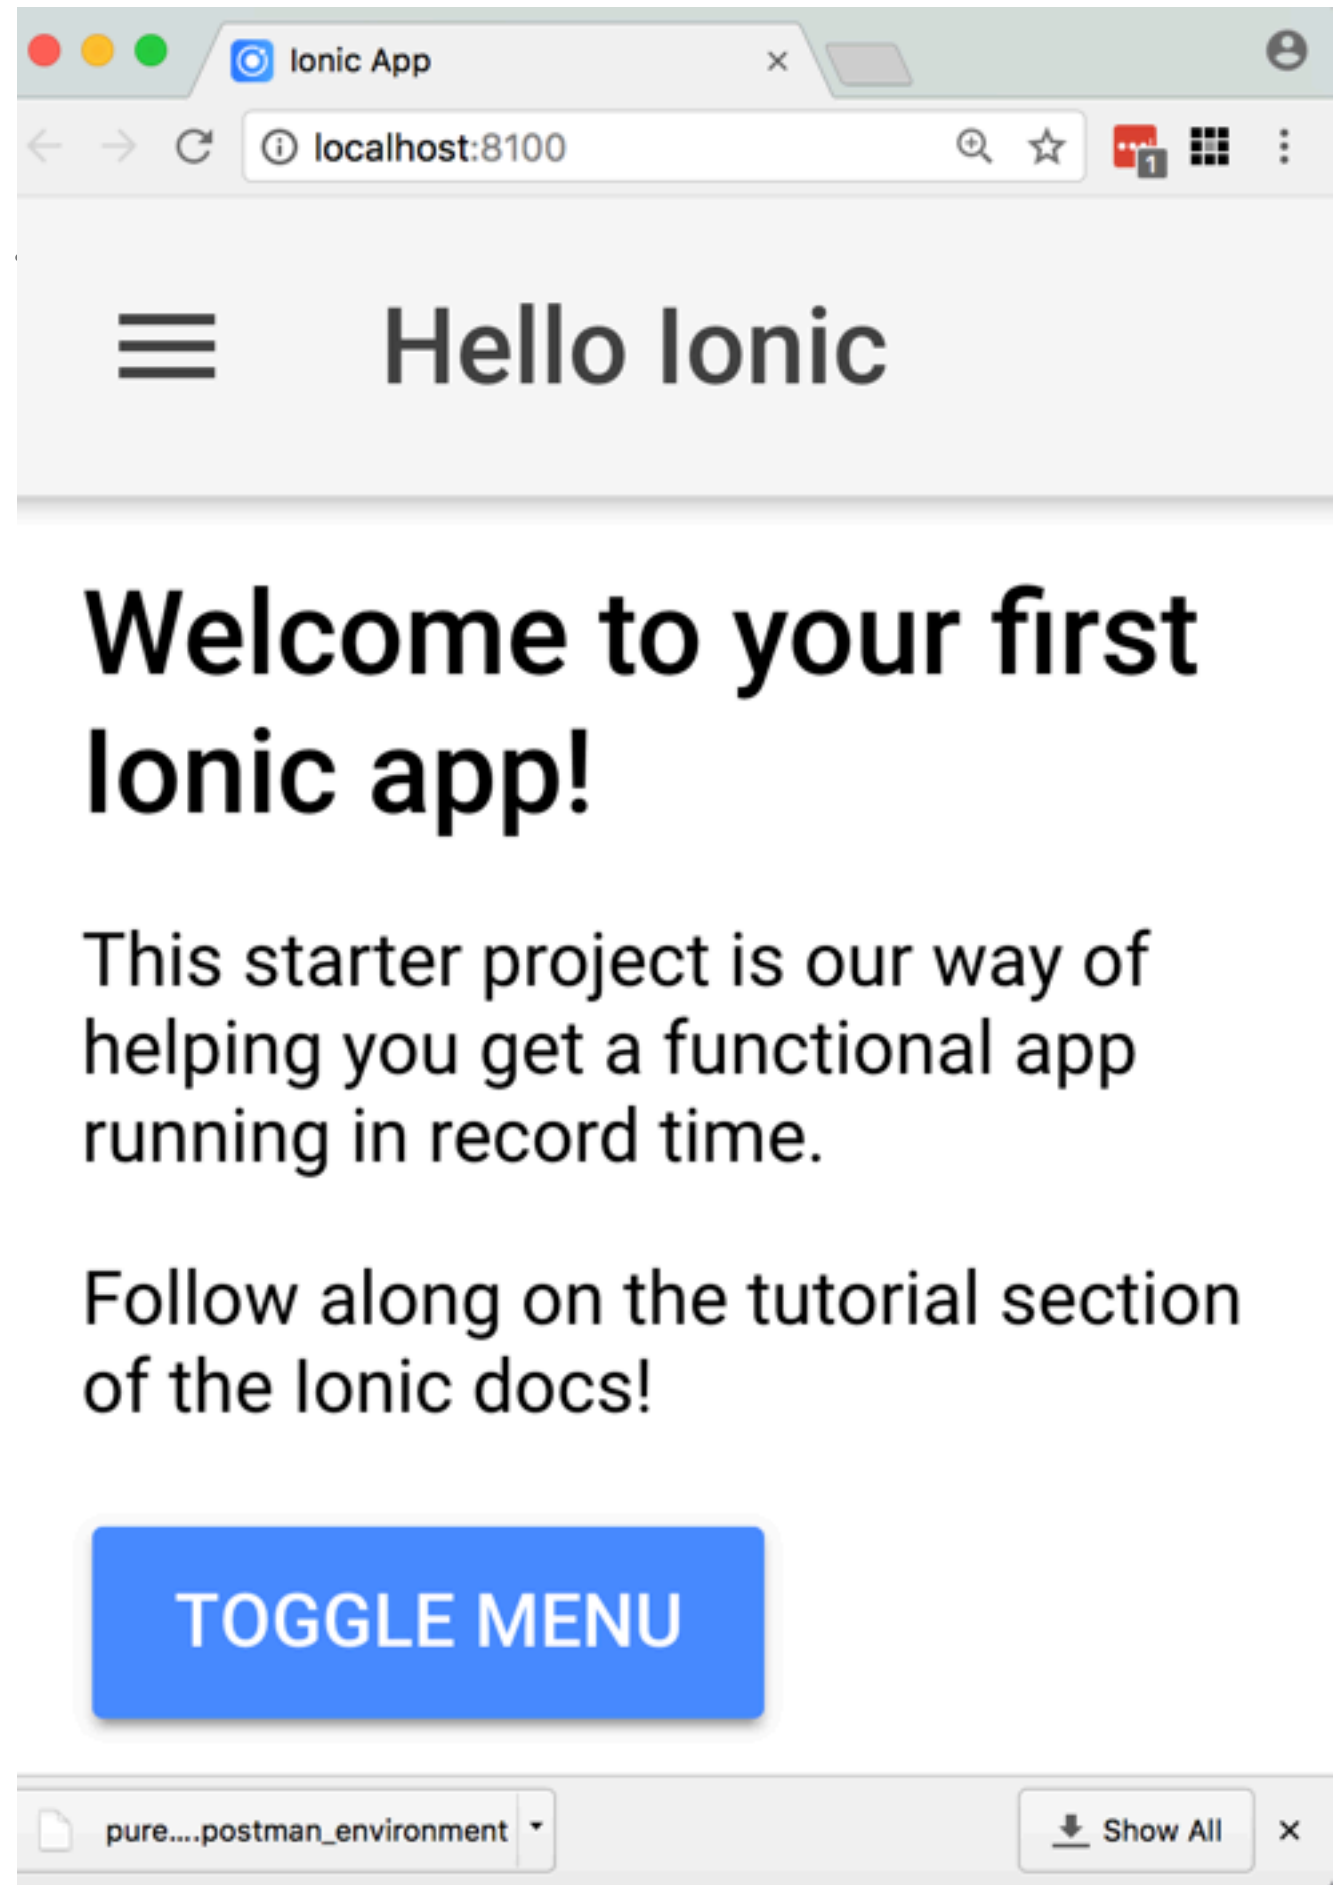 Ionic App
localhost:8100
1
Hello Ionic
Welcome to your first
Ionic app!
This starter project is our way of
helping you get a functional app
running in record time.
Follow along on the tutorial section
of the Ionic docs!
TOGGLE MENU
pure....postman_environment
Show All